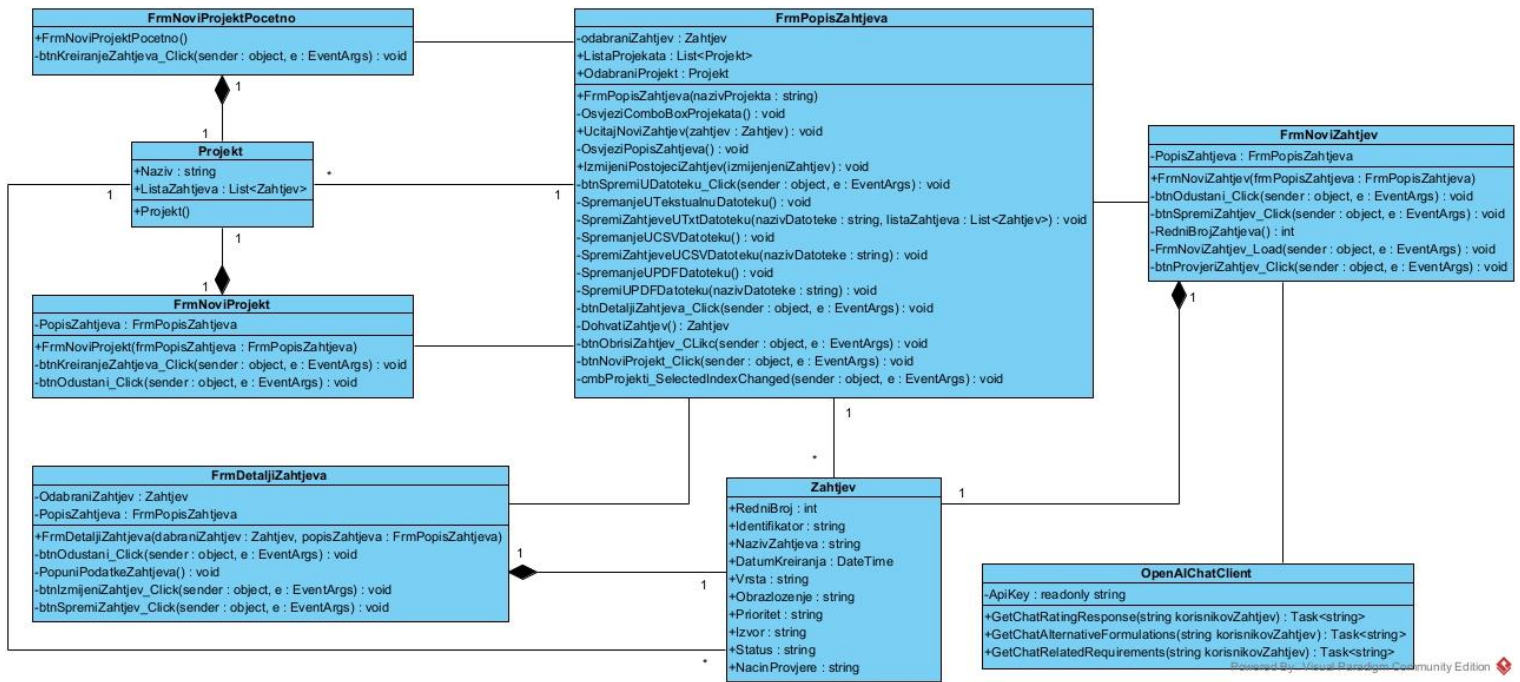 FrmNoviProjektPocetno
+FrmNoviProjektPocetno()
-btnKreiranjeZahtjeva_Click(sender : object, e : EventArgs) : void
1
1
Projekt
+Naziv : string
+ListaZahtjeva : List<Zahtjev>
+Projekt()
1
*
1
1
1
FrmNoviProjekt
-PopisZahtjeva : FrmPopisZahtjeva
+FrmNoviProjekt(frmPopisZahtjeva : FrmPopisZahtjeva)
-btnKreiranjeZahtjeva_Click(sender : object, e : EventArgs) : void
-btnOdustani_Click(sender : object, e : EventArgs) : void
FrmPopisZahtjeva
-odabraniZahtjev : Zahtjev
+ListaProjekata : List<Projekt>
+OdabraniProjekt : Projekt
+FrmPopisZahtjeva(nazivProjekta : string)
-OsvjeziComboBoxProjekata() : void
+UcitajNoviZahtjev(zahtjev : Zahtjev) : void
-OsvjeziPopisZahtjeva() : void
+IzmijeniPostojeciZahtjev(izmijenjeniZahtjev) : void
-btnSpremiUDatoteku_Click(sender : object, e : EventArgs) : void
-SpremanjeUTekstualnuDatoteku() : void
-SpremiZahtjeveUTxtDatoteku(nazivDatoteke : string, listaZahtjeva : List<Zahtjev>) : void
-SpremanjeUCSVDatoteku() : void
-SpremiZahtjeveUCSVDatoteku(nazivDatoteke : string) : void
-SpremanjeUPDFDatoteku() : void
-SpremiUPDFDatoteku(nazivDatoteke : string) : void
-btnDetaljiZahtjeva_Click(sender : object, e : EventArgs) : void
-DohvatiZahtjev() : Zahtjev
-btnObrisiZahtjev_CLikc(sender : object, e : EventArgs) : void
-btnNoviProjekt_Click(sender : object, e : EventArgs) : void
-cmbProjekti_SelectedIndexChanged(sender : object, e : EventArgs) : void
1
*
FrmNoviZahtjev
-PopisZahtjeva : FrmPopisZahtjeva
+FrmNoviZahtjev(frmPopisZahtjeva : FrmPopisZahtjeva)
-btnOdustani_Click(sender : object, e : EventArgs) : void
-btnSpremiZahtjev_Click(sender : object, e : EventArgs) : void
-RedniBrojZahtjeva() : int
-FrmNoviZahtjev_Load(sender : object, e : EventArgs) : void
-btnProvjeriZahtjev_Click(sender : object, e : EventArgs) : void
1
1
FrmDetaljiZahtjeva
-OdabraniZahtjev : Zahtjev
-PopisZahtjeva : FrmPopisZahtjeva
+FrmDetaljiZahtjeva(dabraniZahtjev : Zahtjev, popisZahtjeva : FrmPopisZahtjeva)
-btnOdustani_Click(sender : object, e : EventArgs) : void
-PopuniPodatkeZahtjeva() : void
-btnIzmijeniZahtjev_Click(sender : object, e : EventArgs) : void
-btnSpremiZahtjev_Click(sender : object, e : EventArgs) : void
1
1
*
Zahtjev
+RedniBroj : int
+Identifikator : string
+NazivZahtjeva : string
+DatumKreiranja : DateTime
+Vrsta : string
+Obrazlozenje : string
+Prioritet : string
+Izvor : string
+Status : string
+NacinProvjere : string
OpenAIChatClient
-ApiKey : readonly string
+GetChatRatingResponse(string korisnikovZahtjev) : Task<string>
+GetChatAlternativeFormulations(string korisnikovZahtjev) : Task<string>
+GetChatRelatedRequirements(string korisnikovZahtjev) : Task<string>
Powered By Visual Paradigm Community Edition